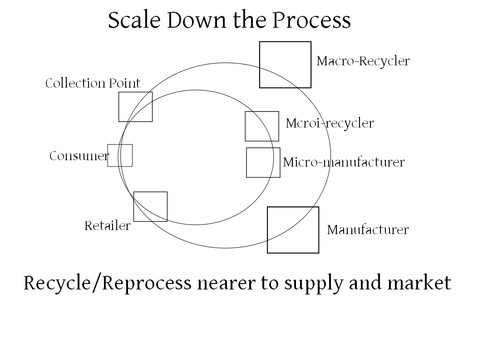 Scale Down the Process
Macro-Recycler
Collection Point
Mcroi-recycler
Consumer
Micro-manufacturer
Retailer
Manufacturer
Recycle/Reprocess nearer to supply and market